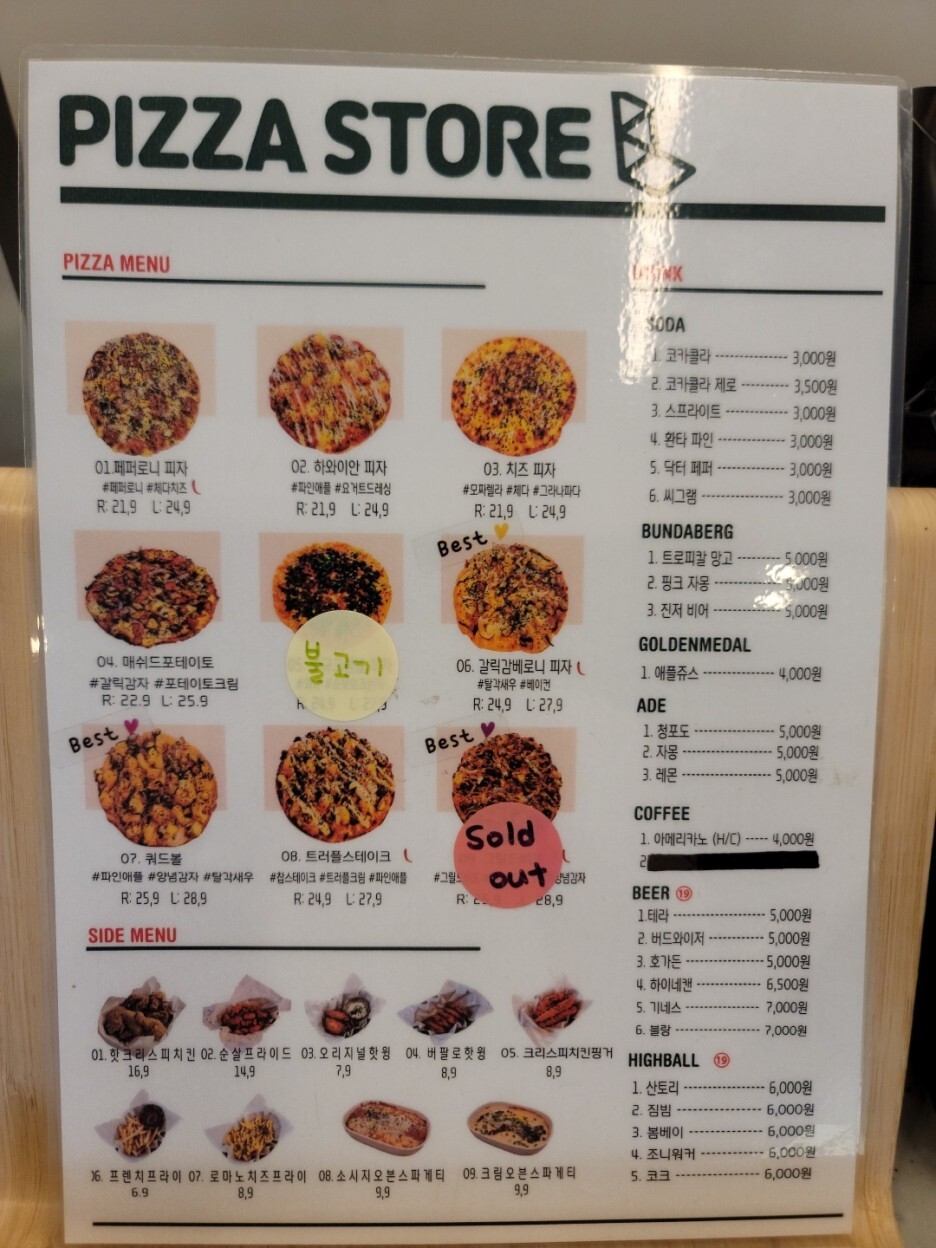 PIZZA STORE
PIZZA MENU
01.페퍼로니 피자
#페퍼로니 #체다치즈
R: 21,9 L: 24,9
02. 하와이안 피자
#파인애플 #요거트드레싱
R: 21,9 L: 24,9
03. 치즈 피자
#모짜렐라 #체다 #그라나파다
R: 21,9 L: 24,9
04. 매쉬드포테이토
#갈릭감자 #포테이토크림
R: 22.9 L: 25.9
불고기
Best
06. 갈릭감베로니 피자
#탈각새우 #베이컨
R: 24,9 L: 27,9
Best
07. 쿼드볼
#파인애플 #양념감자 #탈각새우
R: 25,9 L: 28,9
08. 트러플스테이크
#찹스테이크 #트러플크림 #파인애플
R: 24,9 L: 27,9
Best
Sold
out
28,9
SIDE MENU
01. 핫크리스피치킨
16,9
02. 순살프라이드
14,9
03. 오리지널핫윙
7,9
04. 버팔로핫윙
8,9
05. 크리스피치킨핑거
8,9
06. 프렌치프라이
6.9
07. 로마노치즈프라이
8,9
08. 소시지오븐스파게티
9,9
09. 크림오븐스파게티
9,9
DRINK
SODA
1. 코카콜라 --------------- 3,000원
2. 코카콜라 제로 ---------- 3,500원
3. 스프라이트 ------------- 3,000원
4. 환타 파인 -------------- 3,000원
5. 닥터 페퍼 -------------- 3,000원
6. 씨그램 ---------------- 3,000원
BUNDABERG
1. 트로피칼 망고 --------- 5,000원
2. 핑크 자몽 ------------- 5,000원
3. 진저 비어 ------------- 5,000원
GOLDENMEDAL
1. 애플쥬스 -------------- 4,000원
ADE
1. 청포도 ---------------- 5,000원
2. 자몽 ------------------ 5,000원
3. 레몬 ------------------ 5,000원
COFFEE
1. 아메리카노 (H/C) ----- 4,000원
2
BEER 19
1.테라 ------------------ 5,000원
2. 버드와이저 ------------ 5,000원
3. 호가든 ---------------- 5,000원
4. 하이네캔 -------------- 6,500원
5. 기네스 ---------------- 7,000원
6. 블랑 ------------------ 7,000원
HIGHBALL 19
1. 산토리 ---------------- 6,000원
2. 짐빔 ------------------ 6,000원
3. 봄베이 ---------------- 6,000원
4. 조니워커 -------------- 6,000원
5. 코크 ------------------ 6,000원